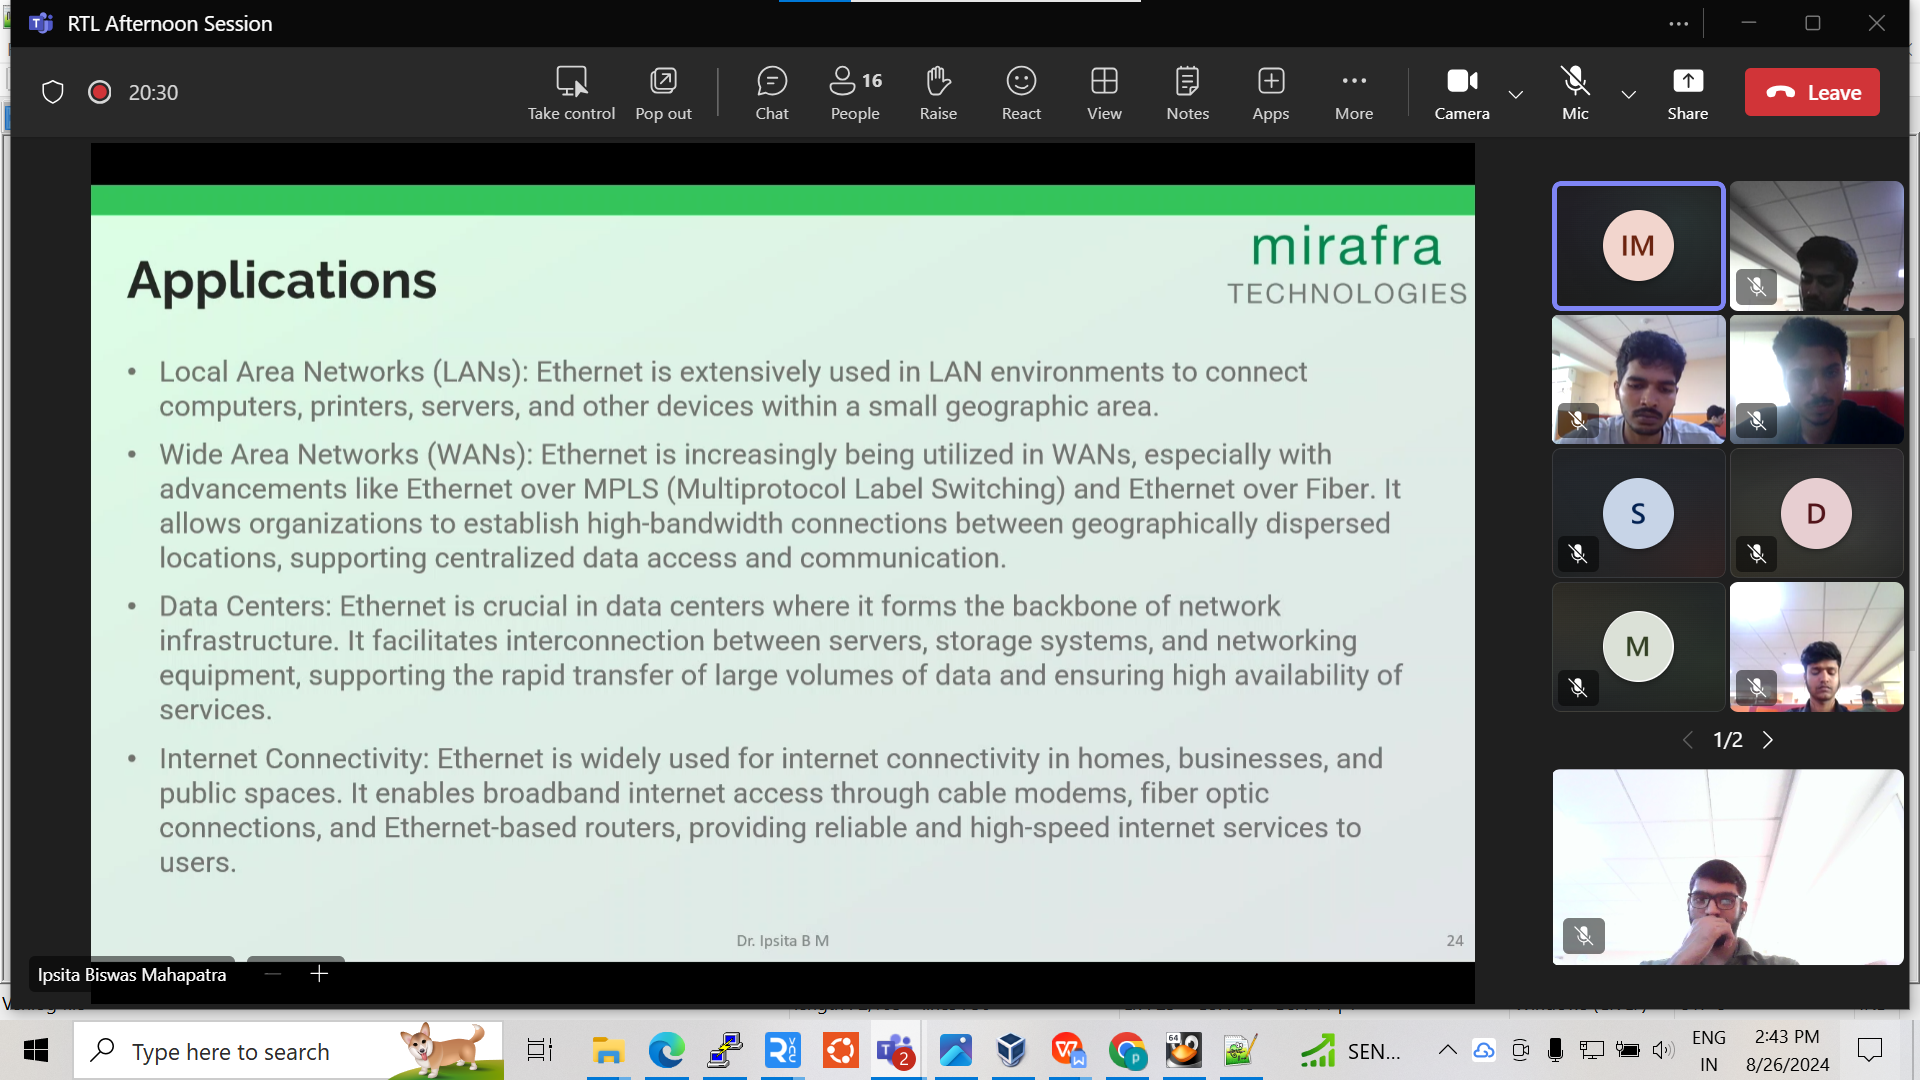 RTL Afternoon Session
20:30
Take control
Pop out
Chat
16
People
Raise
React
View
Notes
Apps
More
Camera
Mic
Share
Leave
mirafra
TECHNOLOGIES
Applications
• Local Area Networks (LANs): Ethernet is extensively used in LAN environments to connect
computers, printers, servers, and other devices within a small geographic area.
• Wide Area Networks (WANs): Ethernet is increasingly being utilized in WANs, especially with
advancements like Ethernet over MPLS (Multiprotocol Label Switching) and Ethernet over Fiber. It
allows organizations to establish high-bandwidth connections between geographically dispersed
locations, supporting centralized data access and communication.
• Data Centers: Ethernet is crucial in data centers where it forms the backbone of network
infrastructure. It facilitates interconnection between servers, storage systems, and networking
equipment, supporting the rapid transfer of large volumes of data and ensuring high availability of
services.
• Internet Connectivity: Ethernet is widely used for internet connectivity in homes, businesses, and
public spaces. It enables broadband internet access through cable modems, fiber optic
connections, and Ethernet-based routers, providing reliable and high-speed internet services to
users.
Dr. Ipsita B M
24
Ipsita Biswas Mahapatra
IM
S
D
M
1/2
Type here to search
2
64
SEN...
ENG
IN
2:43 PM
8/26/2024